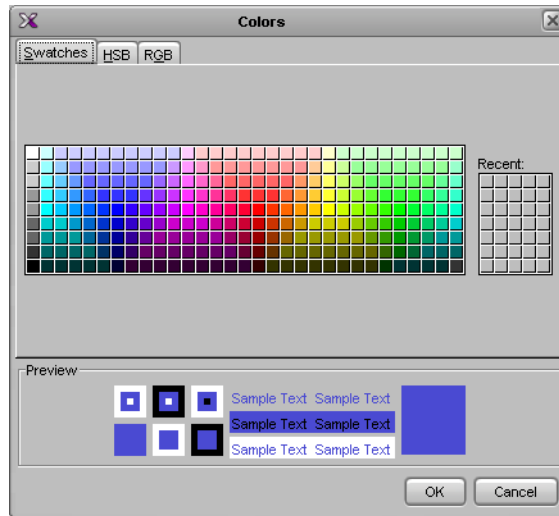 Colors
Swatches HSB RGB
Recent:
Preview
Sample Text Sample Text
Sample Text Sample Text
Sample Text Sample Text
OK Cancel